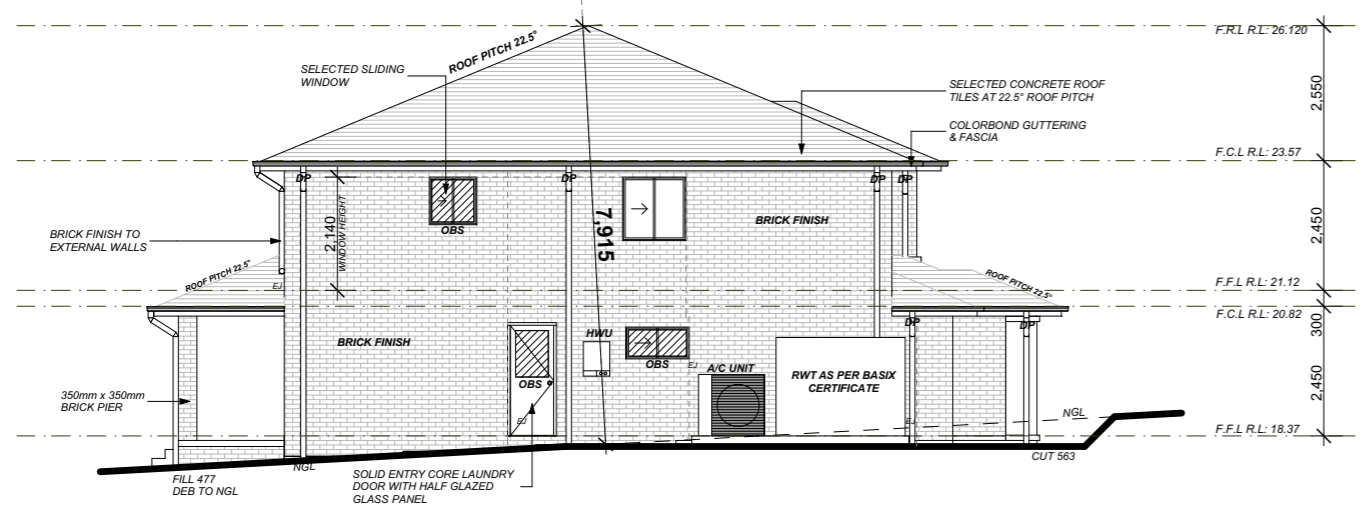 F.R.L R.L: 26.120
ROOF PITCH 22.5°
SELECTED SLIDING
WINDOW
2,550
SELECTED CONCRETE ROOF
TILES AT 22.5° ROOF PITCH
COLORBOND GUTTERING
& FASCIA
F.C.L R.L: 23.57
DP
DP
DP
DP
2,140
WINDOW HEIGHT
OBS
7,915
BRICK FINISH
2,450
BRICK FINISH TO
EXTERNAL WALLS
ROOF PITCH 22.5°
EJ
ROOF PITCH 22.5°
F.F.L R.L: 21.12
F.C.L R.L: 20.82
300
DP
DP
BRICK FINISH
HWU
OBS
EJ
A/C UNIT
RWT AS PER BASIX
CERTIFICATE
OBS
350mm x 350mm
BRICK PIER
2,450
EJ
EJ
NGL
F.F.L R.L: 18.37
CUT 563
NGL
FILL 477
DEB TO NGL
SOLID ENTRY CORE LAUNDRY
DOOR WITH HALF GLAZED
GLASS PANEL